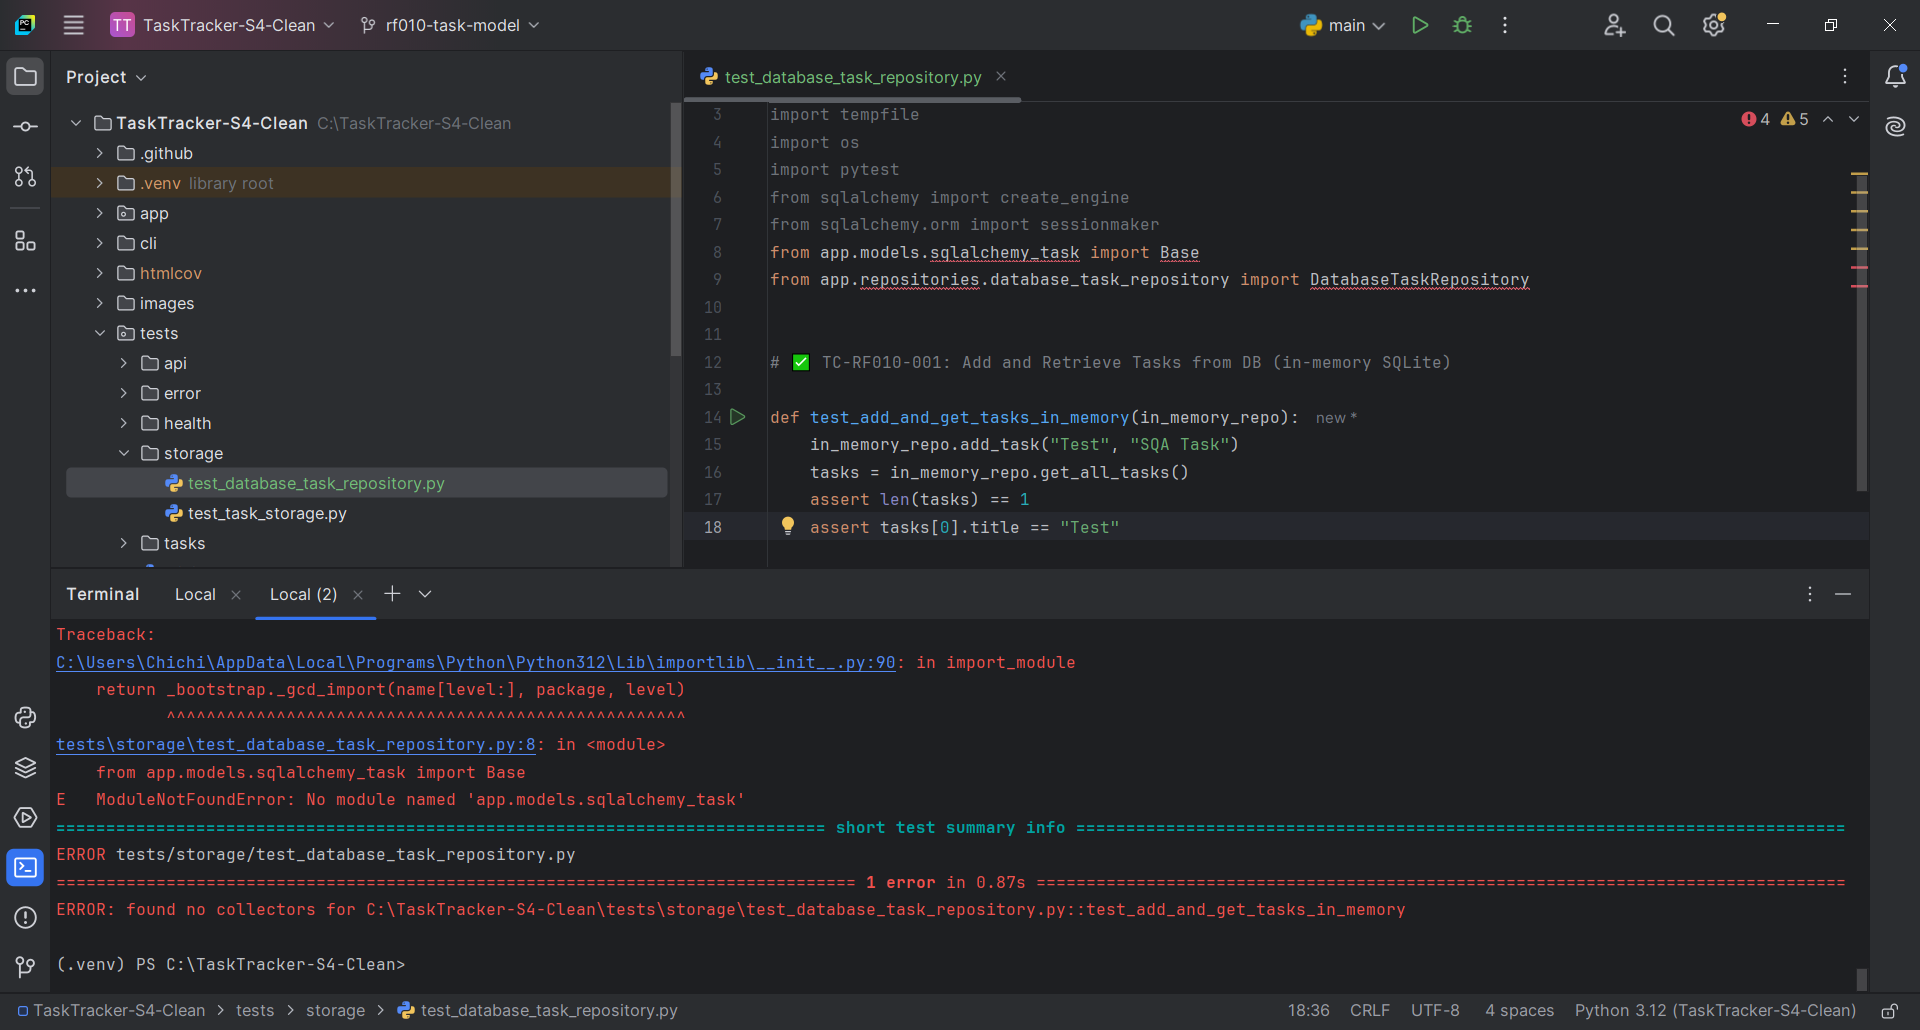 TT TaskTracker-S4-Clean rf010-task-model main
Project
TaskTracker-S4-Clean C:\TaskTracker-S4-Clean
.github
.venv library root
app
cli
htmlcov
images
tests
api
error
health
storage
test_database_task_repository.py
test_task_storage.py
tasks
test_database_task_repository.py
4 5
3 import tempfile
4 import os
5 import pytest
6 from sqlalchemy import create_engine
7 from sqlalchemy.orm import sessionmaker
8 from app.models.sqlalchemy_task import Base
9 from app.repositories.database_task_repository import DatabaseTaskRepository
10
11
12 # ✅ TC-RF010-001: Add and Retrieve Tasks from DB (in-memory SQLite)
13
14 def test_add_and_get_tasks_in_memory(in_memory_repo): new *
15 in_memory_repo.add_task("Test", "SQA Task")
16 tasks = in_memory_repo.get_all_tasks()
17 assert len(tasks) == 1
18 assert tasks[0].title == "Test"
Terminal Local Local (2)
Traceback:
C:\Users\Chichi\AppData\Local\Programs\Python\Python312\Lib\importlib\__init__.py:90: in import_module
return _bootstrap._gcd_import(name[level:], package, level)
^^^^^^^^^^^^^^^^^^^^^^^^^^^^^^^^^^^^^^^^^^^^^^^^^^^^
tests\storage\test_database_task_repository.py:8: in <module>
from app.models.sqlalchemy_task import Base
E ModuleNotFoundError: No module named 'app.models.sqlalchemy_task'
============================================================================= short test summary info =============================================================================
ERROR tests/storage/test_database_task_repository.py
================================================================================ 1 error in 0.87s =================================================================================
ERROR: found no collectors for C:\TaskTracker-S4-Clean\tests\storage\test_database_task_repository.py::test_add_and_get_tasks_in_memory
(.venv) PS C:\TaskTracker-S4-Clean>
TaskTracker-S4-Clean > tests > storage > test_database_task_repository.py 18:36 CRLF UTF-8 4 spaces Python 3.12 (TaskTracker-S4-Clean)